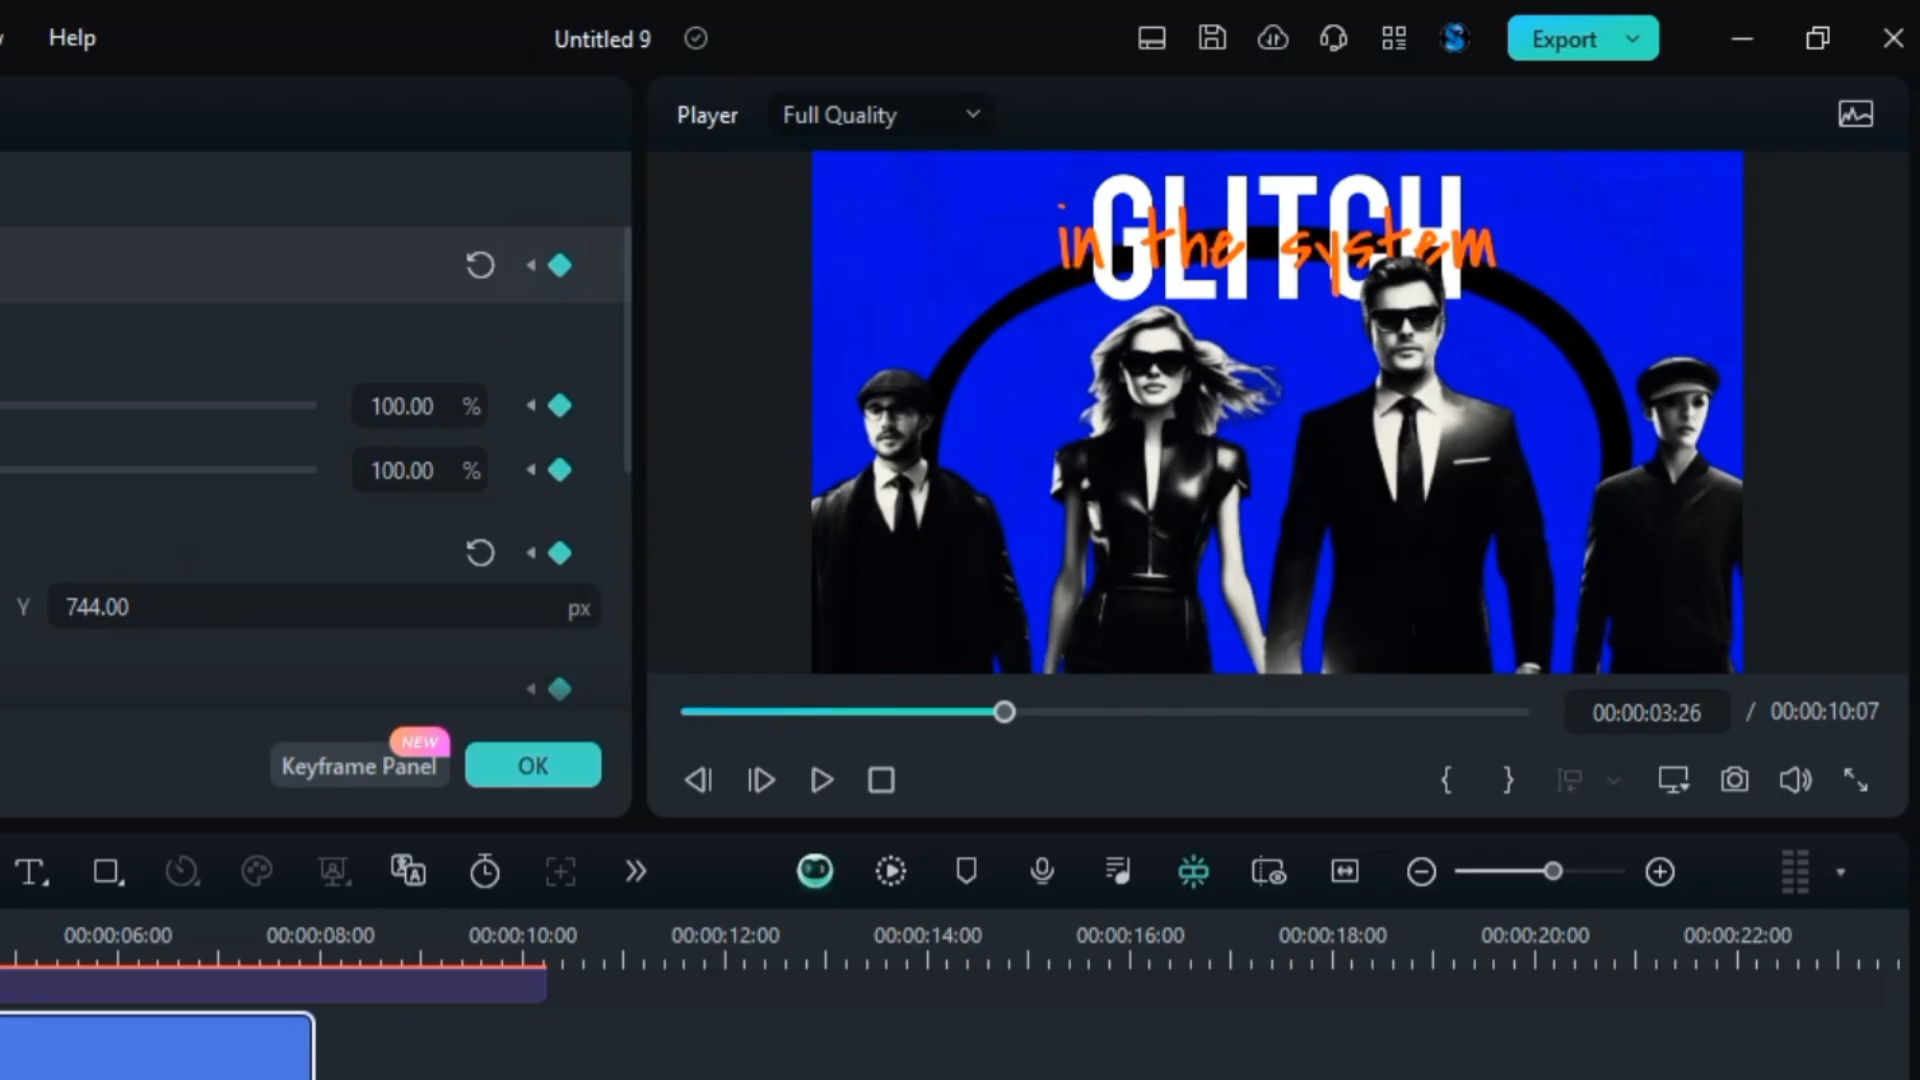 Help
Untitled 9
Export
Player
Full Quality
GLITCH
in the system
100.00 %
100.00 %
Y 744.00 px
NEW
Keyframe Panel
OK
00:00:03:26 / 00:00:10:07
00:00:06:00 00:00:08:00 00:00:10:00 00:00:12:00 00:00:14:00 00:00:16:00 00:00:18:00 00:00:20:00 00:00:22:00